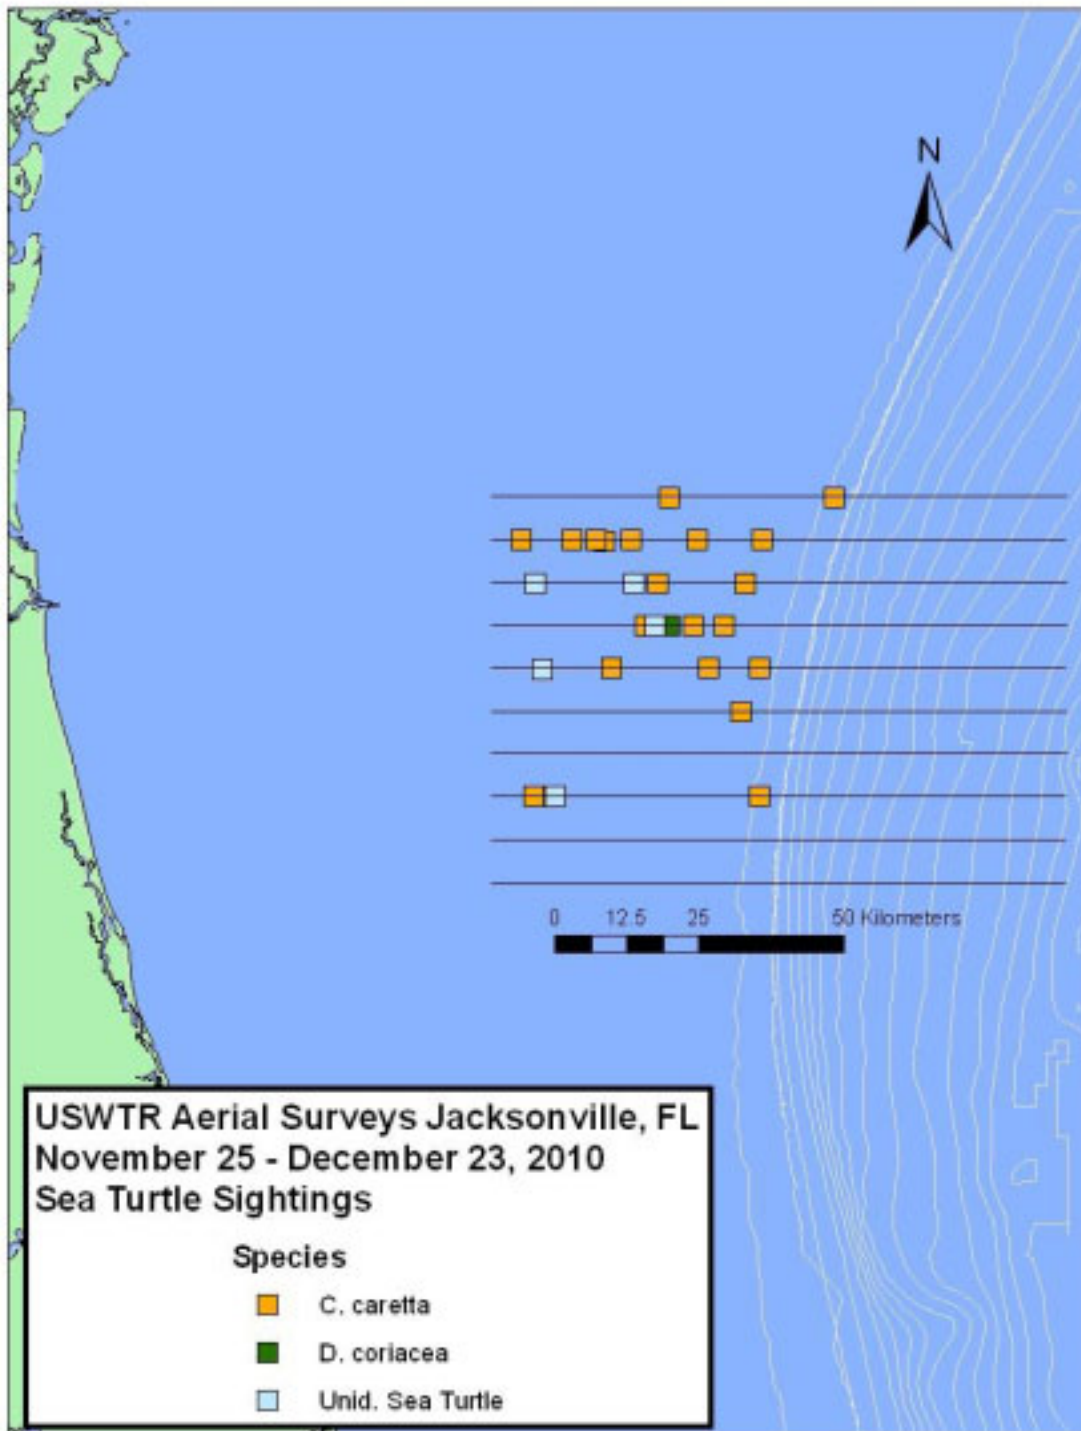 N
0 12.5 25 50 Kilometers
USWTR Aerial Surveys Jacksonville, FL
November 25 - December 23, 2010
Sea Turtle Sightings
Species
C. caretta
D. coriacea
Unid. Sea Turtle